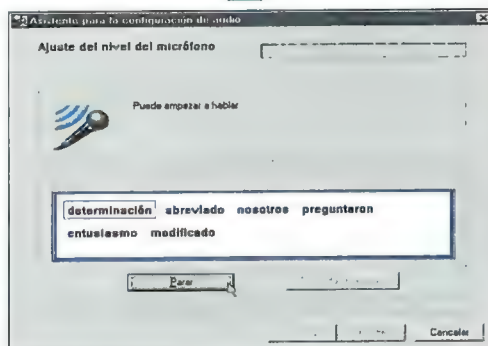 Asistente para la configuración de audio
Ajuste del nivel del micrófono
Puede empezar a hablar
determinación abreviado nosotros preguntaron
entusiasmo modificado
Parar
Cancelar